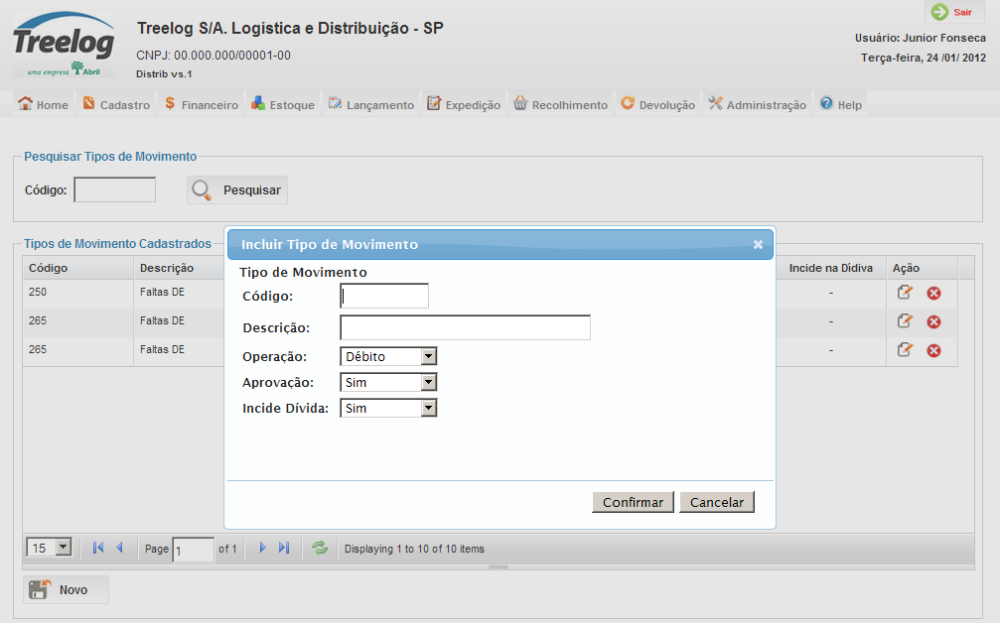 Treelog
uma empresa Abril
Treelog S/A. Logística e Distribuição - SP
CNPJ: 00.000.000/00001-00
Distrib vs.1
Sair
Usuário: Junior Fonseca
Terça-feira, 24 /01/ 2012
Home Cadastro Financeiro Estoque Lançamento Expedição Recolhimento Devolução Administração Help
Pesquisar Tipos de Movimento
Código: Pesquisar
Tipos de Movimento Cadastrados
Código Descrição Incide na Dídiva Ação
250 Faltas DE -
265 Faltas DE -
265 Faltas DE -
Incluir Tipo de Movimento
Tipo de Movimento
Código:
Descrição:
Operação: Débito
Aprovação: Sim
Incide Dívida: Sim
Confirmar Cancelar
15 Page 1 of 1 Displaying 1 to 10 of 10 items
Novo